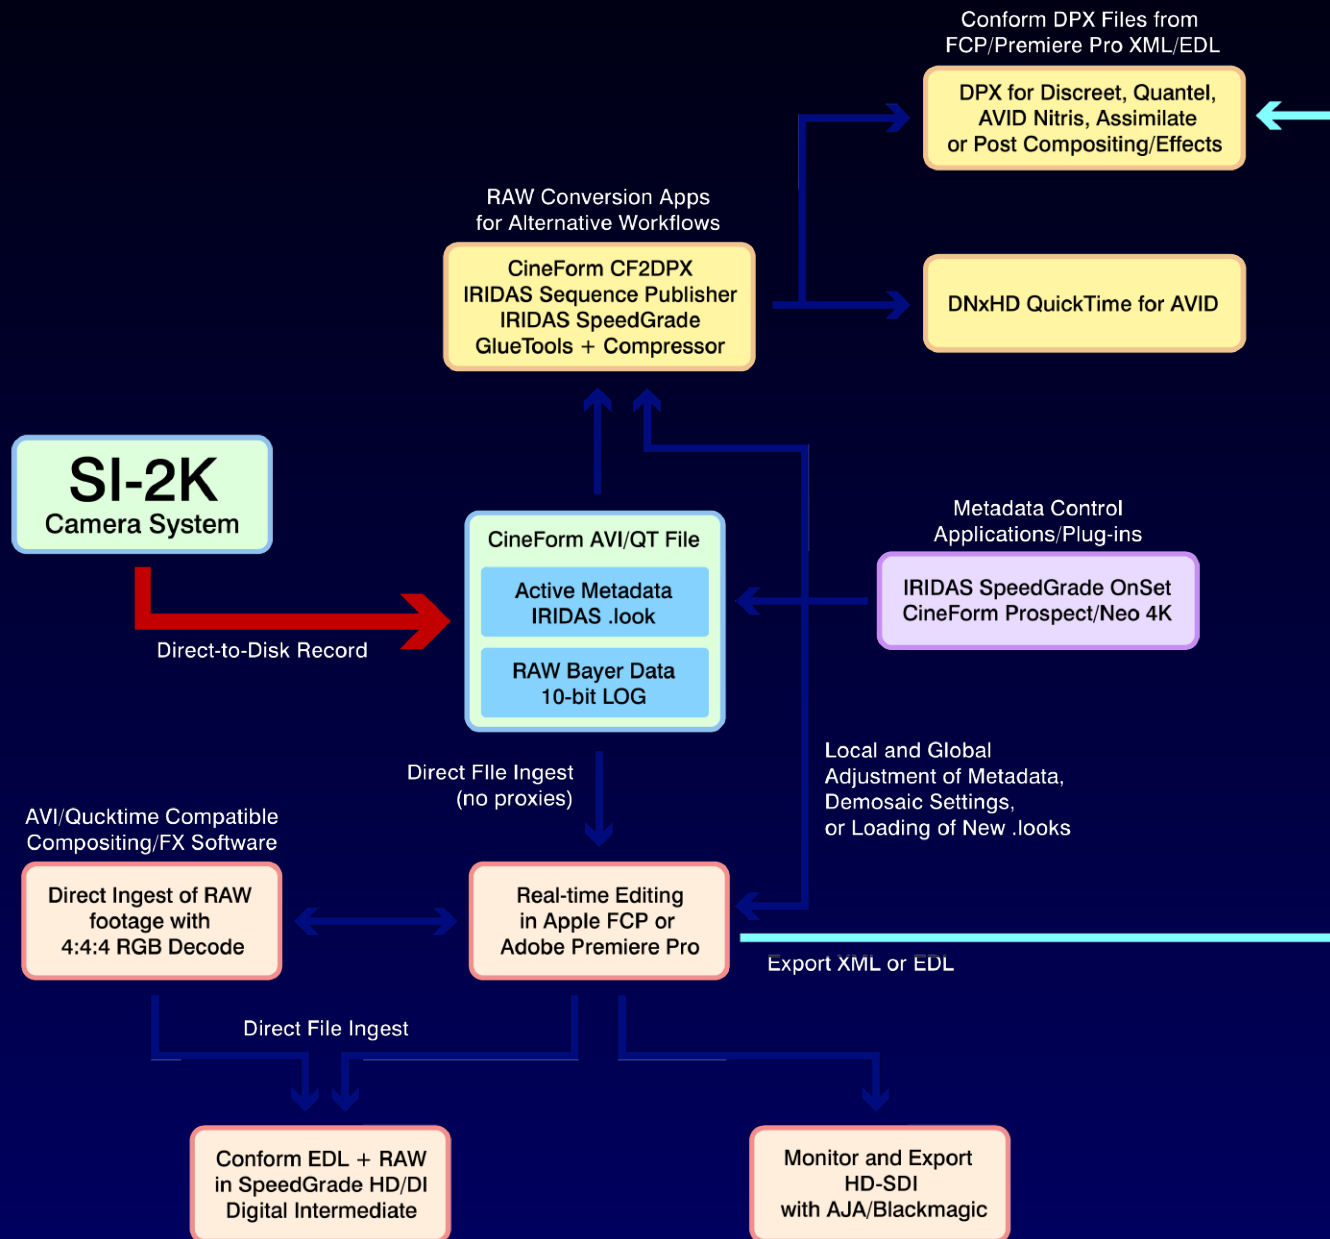 Conform DPX Files from
FCP/Premiere Pro XML/EDL
DPX for Discreet, Quantel,
AVID Nitris, Assimilate
or Post Compositing/Effects
RAW Conversion Apps
for Alternative Workflows
CineForm CF2DPX
IRIDAS Sequence Publisher
IRIDAS SpeedGrade
GlueTools + Compressor
DNxHD QuickTime for AVID
SI-2K
Camera System
Direct-to-Disk Record
CineForm AVI/QT File
Active Metadata
IRIDAS .look
RAW Bayer Data
10-bit LOG
Metadata Control
Applications/Plug-ins
IRIDAS SpeedGrade OnSet
CineForm Prospect/Neo 4K
Local and Global
Adjustment of Metadata,
Demosaic Settings,
or Loading of New .looks
Direct FIle Ingest
(no proxies)
AVI/Qucktime Compatible
Compositing/FX Software
Direct Ingest of RAW
footage with
4:4:4 RGB Decode
Real-time Editing
in Apple FCP or
Adobe Premiere Pro
Export XML or EDL
Direct File Ingest
Conform EDL + RAW
in SpeedGrade HD/DI
Digital Intermediate
Monitor and Export
HD-SDI
with AJA/Blackmagic